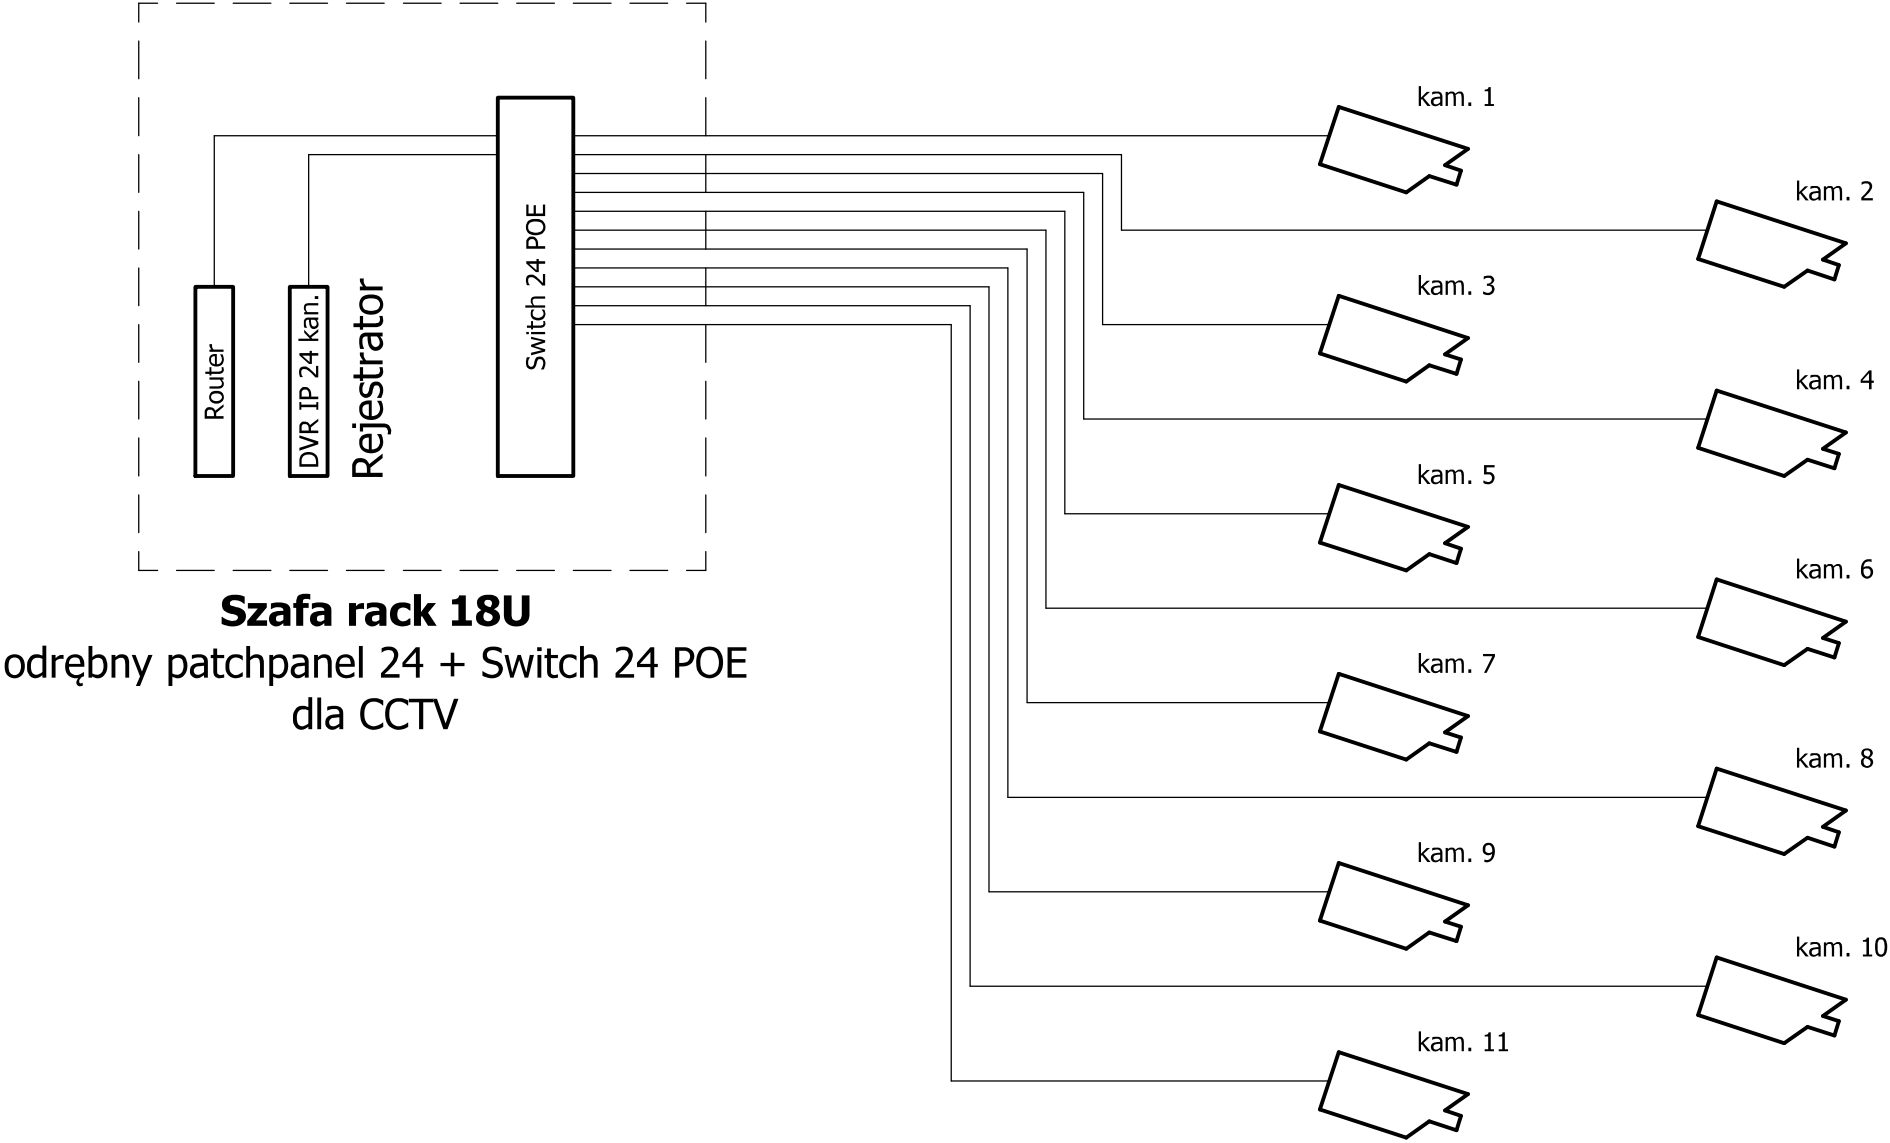 kam. 1
kam. 2
Switch 24 POE
kam. 3
Router
DVR IP 24 kan.
Rejestrator
kam. 4
kam. 5
kam. 6
Szafa rack 18U
odrębny patchpanel 24 + Switch 24 POE
dla CCTV
kam. 7
kam. 8
kam. 9
kam. 10
kam. 11